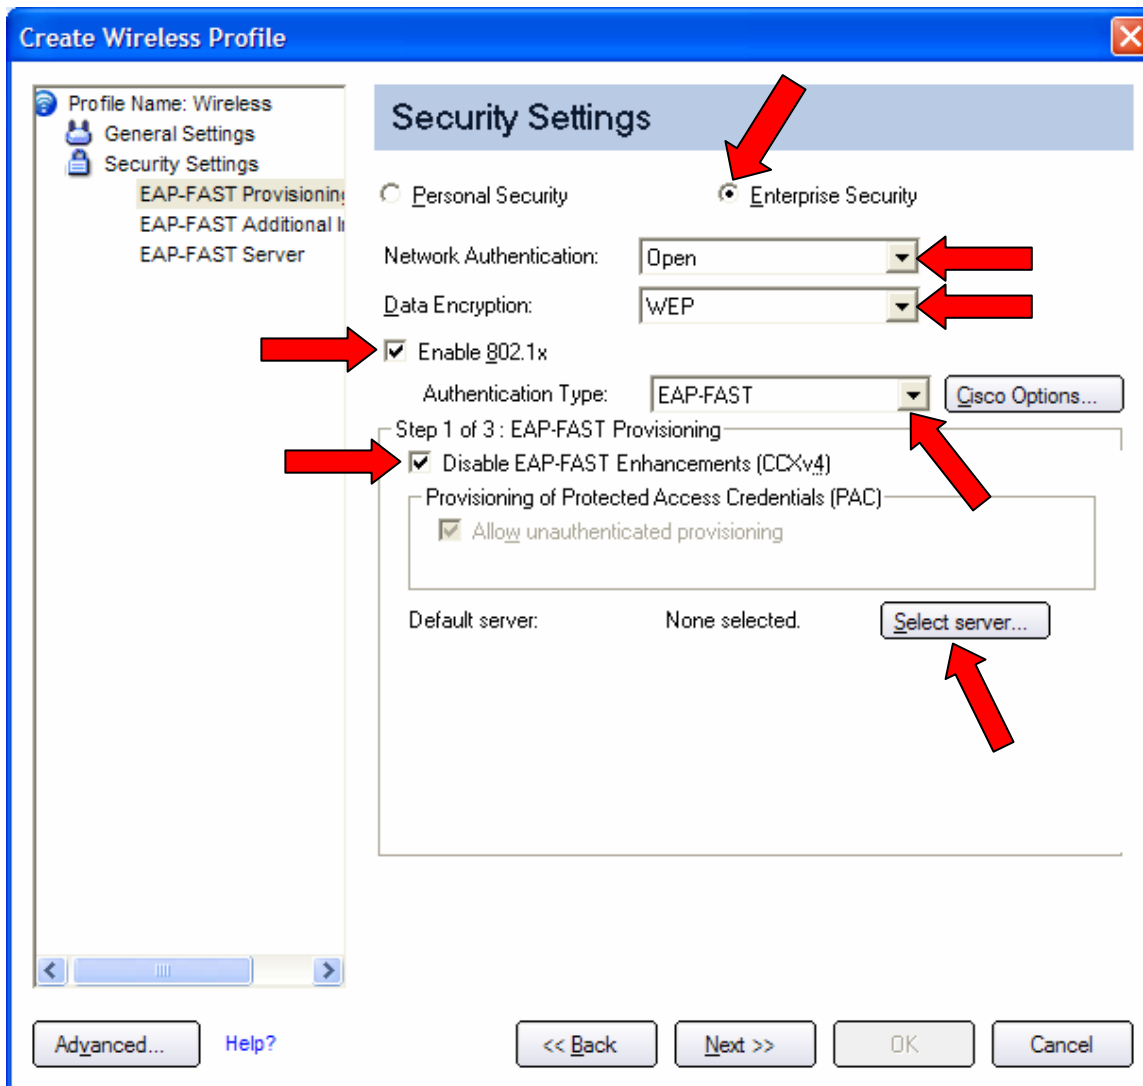 Create Wireless Profile
Profile Name: Wireless
General Settings
Security Settings
EAP-FAST Provisioning
EAP-FAST Additional I
EAP-FAST Server
Security Settings
Personal Security
Enterprise Security
Network Authentication:
Open
Data Encryption:
WEP
Enable 802.1x
Authentication Type:
EAP-FAST
Cisco Options...
Step 1 of 3 : EAP-FAST Provisioning
Disable EAP-FAST Enhancements (CCXv4)
Provisioning of Protected Access Credentials (PAC)
Allow unauthenticated provisioning
Default server:
None selected.
Select server...
Advanced...
Help?
<< Back
Next >>
OK
Cancel